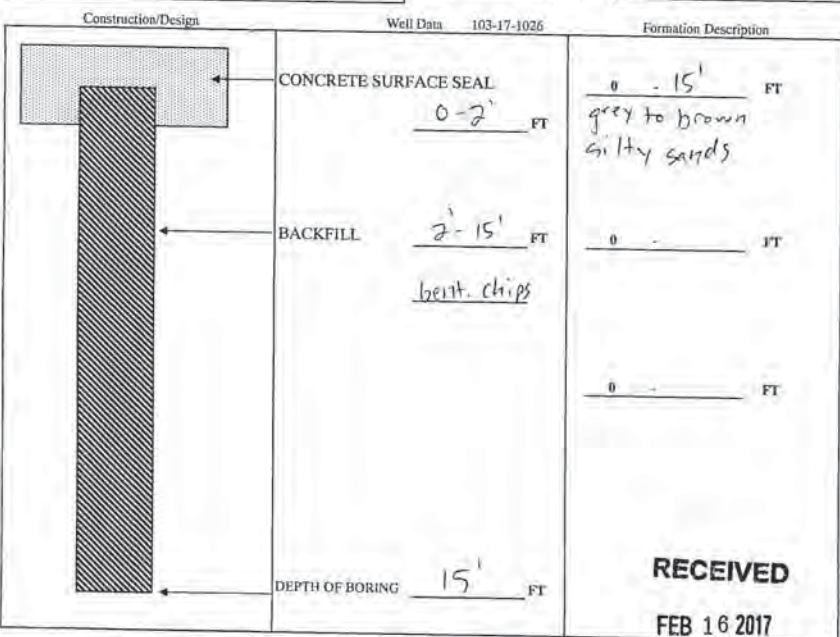 Construction/Design
Well Data 103-17-1026
Formation Description
CONCRETE SURFACE SEAL
0-2' FT
BACKFILL 2'-15' FT
bent. chips
DEPTH OF BORING 15' FT
0 - 15' FT
grey to brown
silty sands
0 - FT
0 - FT
RECEIVED
FEB 16 2017